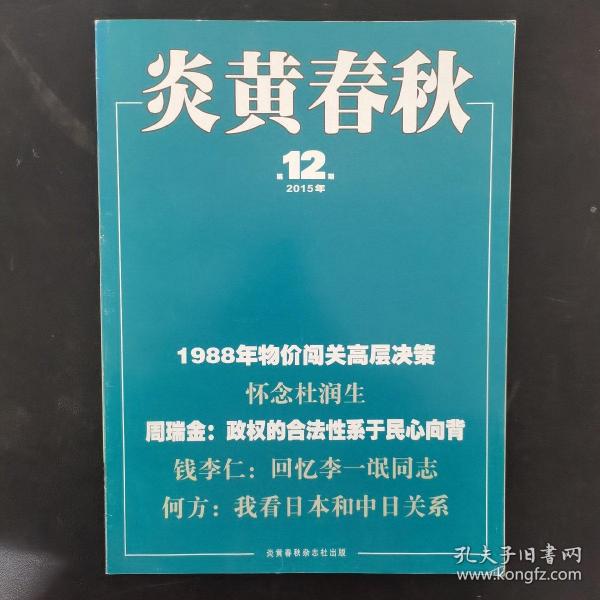 炎黄春秋
第12期
2015年
1988年物价闯关高层决策
怀念杜润生
周瑞金：政权的合法性系于民心向背
钱李仁：回忆李一氓同志
何方：我看日本和中日关系
炎黄春秋杂志社出版
孔夫子旧书网
www.kongfz.com